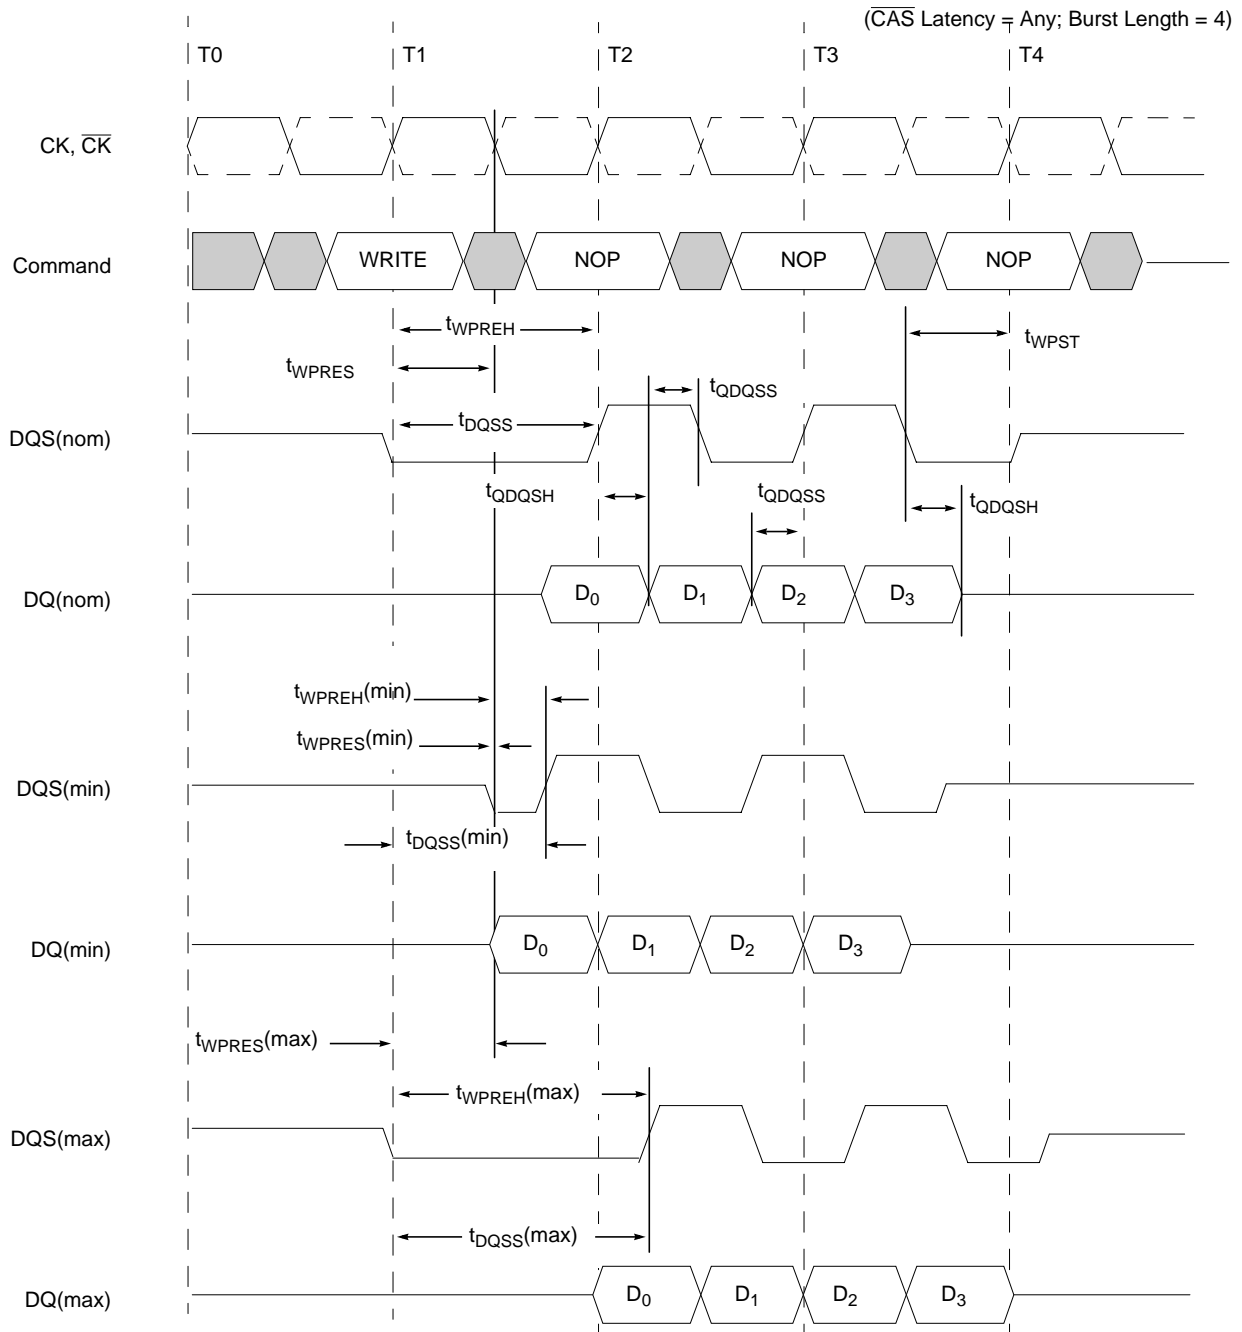 (C̅A̅S̅ Latency = Any; Burst Length = 4)
T0 T1 T2 T3 T4
CK, C̅K̅
Command WRITE NOP NOP NOP
tWPREH
tWPST
tWPRES
tQDQSS
DQS(nom) tDQSS
tQDQSH tQDQSS tQDQSH
DQ(nom) D0 D1 D2 D3
tWPREH(min)
tWPRES(min)
DQS(min)
tDQSS(min)
DQ(min) D0 D1 D2 D3
tWPRES(max)
tWPREH(max)
DQS(max)
tDQSS(max)
DQ(max) D0 D1 D2 D3